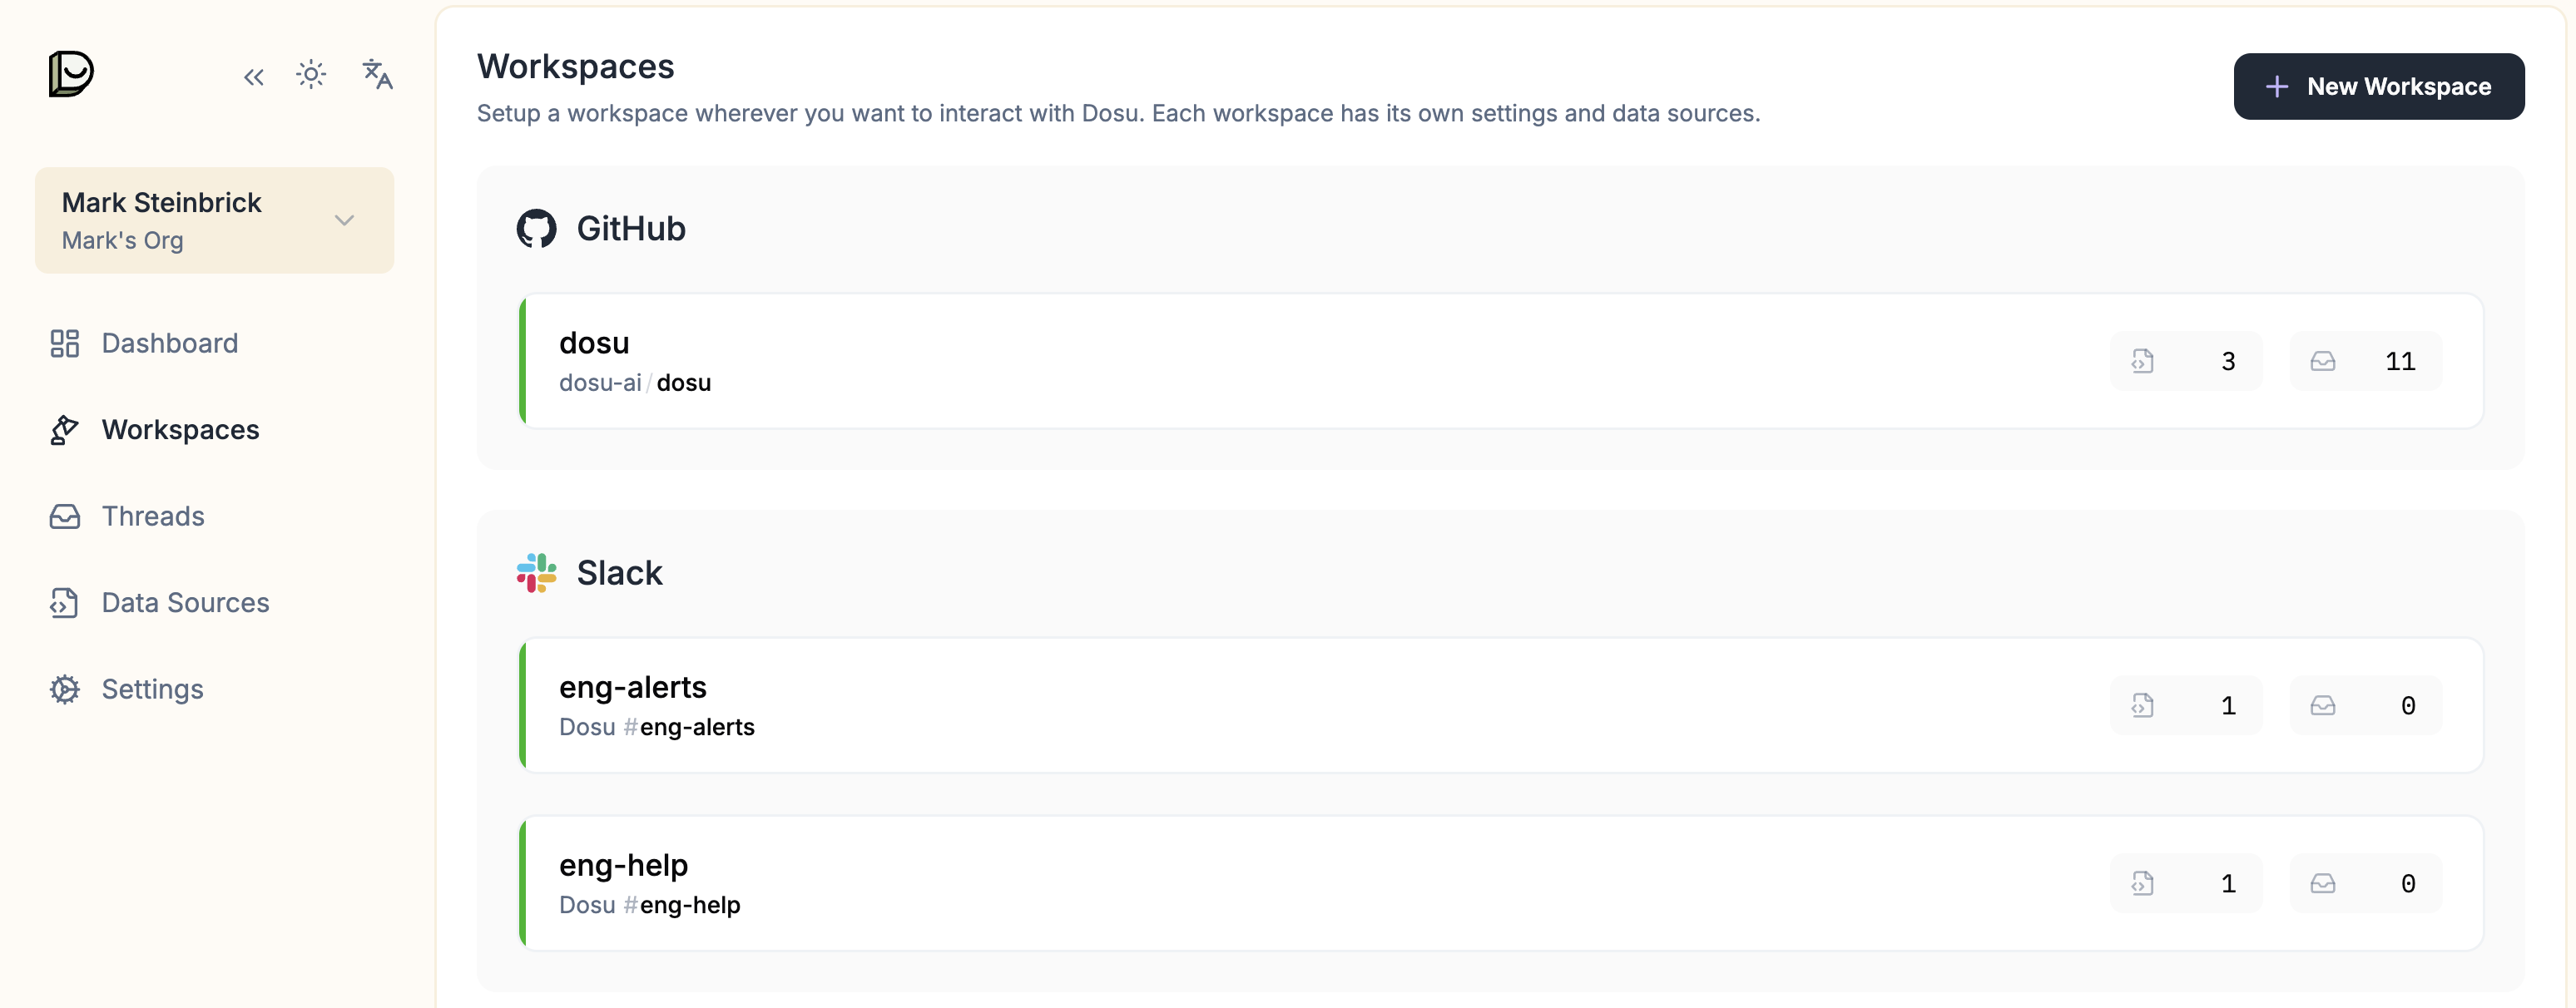 Mark Steinbrick
Mark's Org
Dashboard
Workspaces
Threads
Data Sources
Settings
Workspaces
Setup a workspace wherever you want to interact with Dosu. Each workspace has its own settings and data sources.
New Workspace
GitHub
dosu
dosu-ai/dosu
3
11
Slack
eng-alerts
Dosu #eng-alerts
1
0
eng-help
Dosu #eng-help
1
0